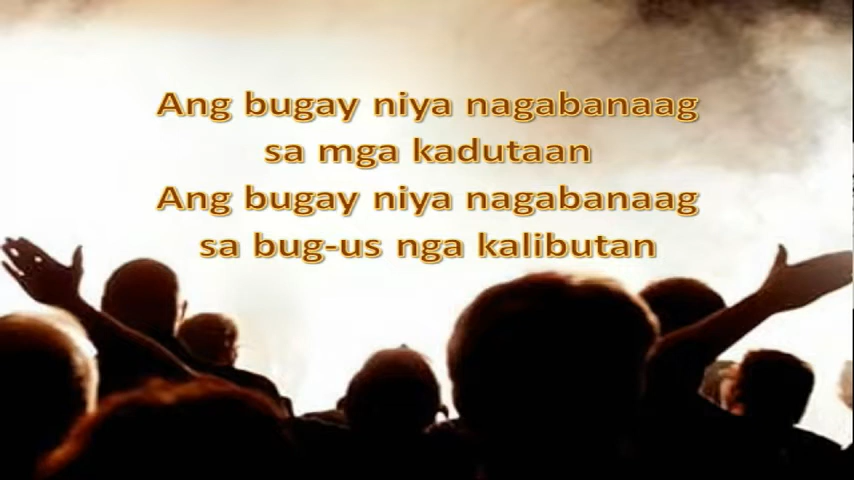 Ang bugay niya nagabanaag
sa mga kadutaan
Ang bugay niya nagabanaag
sa bug-us nga kalibutan